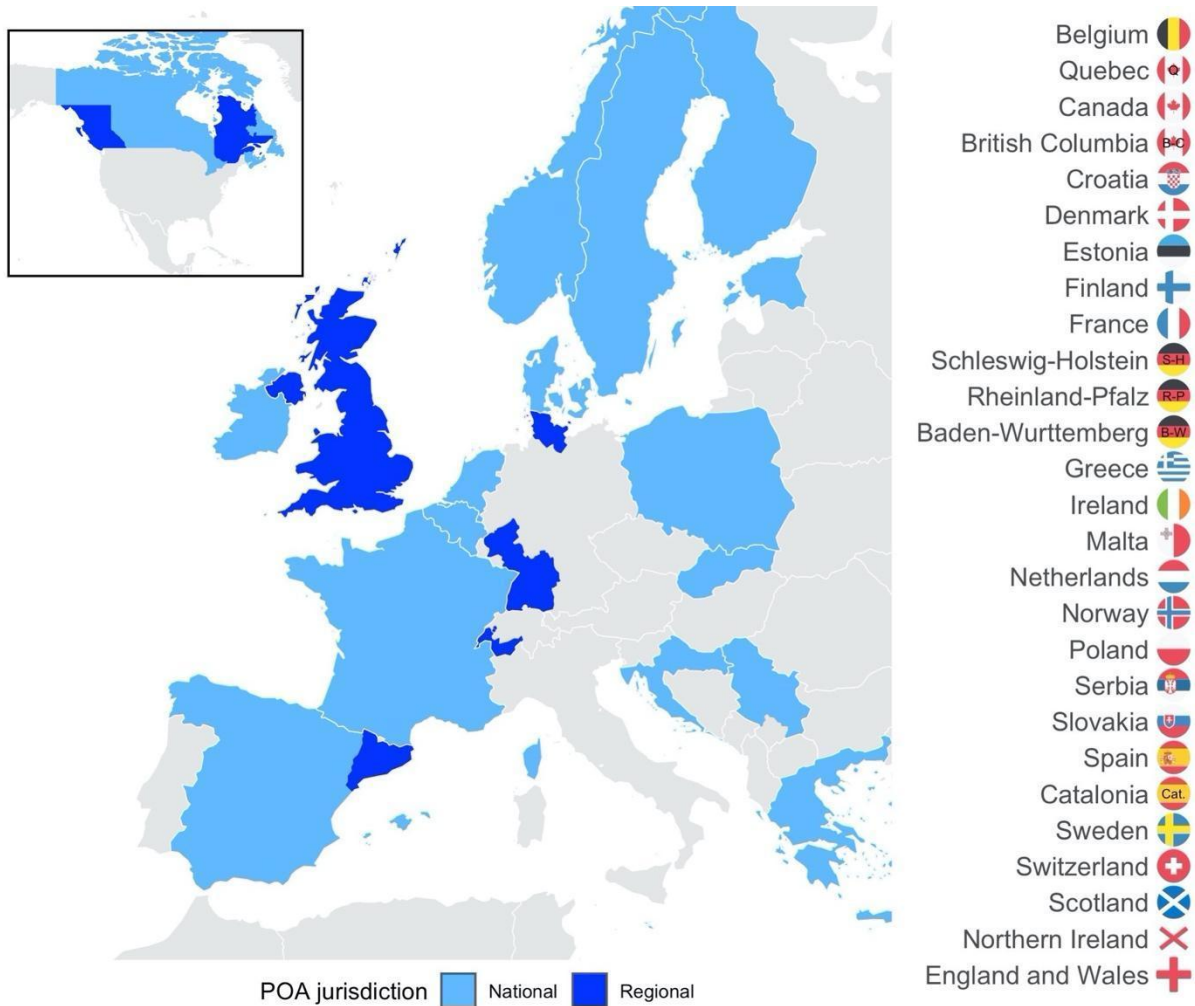 Belgium
Quebec
Q
Canada
British Columbia
B-C
Croatia
Denmark
Estonia
Finland
France
Schleswig-Holstein
S-H
Rheinland-Pfalz
R-P
Baden-Wurttemberg
B-W
Greece
Ireland
Malta
Netherlands
Norway
Poland
Serbia
Slovakia
Spain
Catalonia
Cat.
Sweden
Switzerland
Scotland
Northern Ireland
England and Wales
POA jurisdiction National Regional